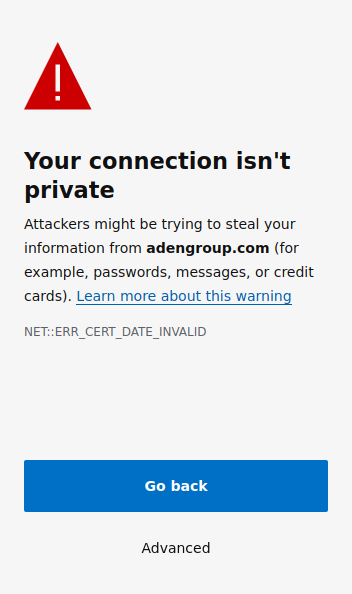 Your connection isn't
private
Attackers might be trying to steal your
information from adengroup.com (for
example, passwords, messages, or credit
cards). Learn more about this warning
NET::ERR_CERT_DATE_INVALID
Go back
Advanced